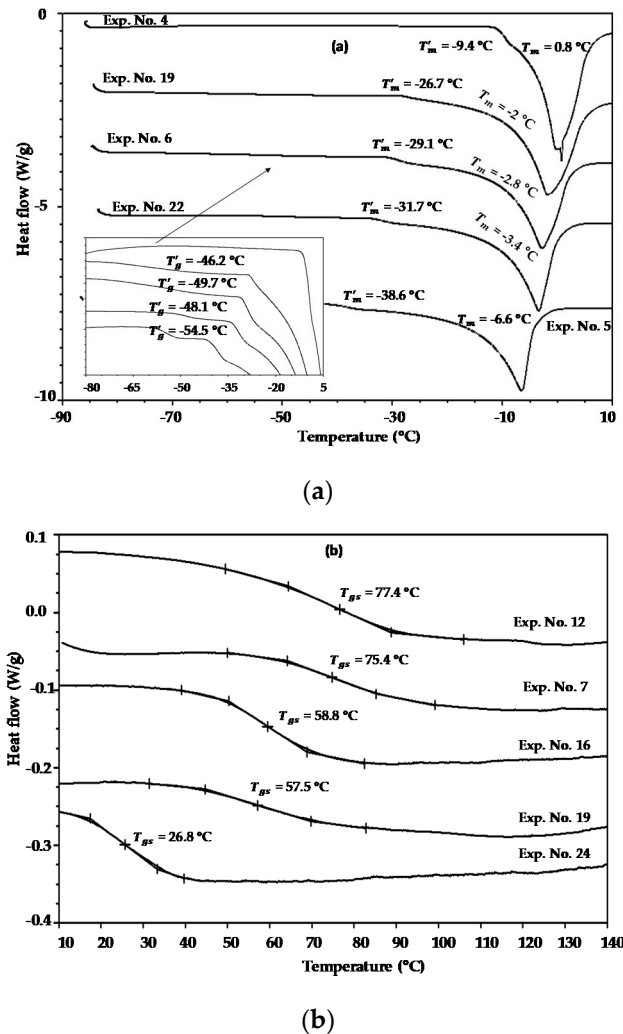 0
Exp. No. 4
(a)
T′m = -9.4 °C
Tm = 0.8 °C
Exp. No. 19
T′m = -26.7 °C
Tm = -2 °C
Exp. No. 6
T′m = -29.1 °C
Tm = -2.8 °C
-5
Exp. No. 22
T′m = -31.7 °C
Tm = -3.4 °C
T′g = -46.2 °C
T′g = -49.7 °C
T′g = -48.1 °C
T′g = -54.5 °C
T′m = -38.6 °C
Tm = -6.6 °C
Exp. No. 5
-80 -65 -50 -35 -15 5
-10
-90 -70 -50 -30 -10 10
Heat flow (W/g)
Temperature (°C)
(a)
0.1
(b)
Tgs = 77.4 °C
0.0
Exp. No. 12
Tgs = 75.4 °C
Exp. No. 7
-0.1
Tgs = 58.8 °C
Exp. No. 16
-0.2
Tgs = 57.5 °C
Exp. No. 19
Tgs = 26.8 °C
-0.3
Exp. No. 24
-0.4
10 20 30 40 50 60 70 80 90 100 110 120 130 140
Heat flow (W/g)
Temperature (°C)
(b)